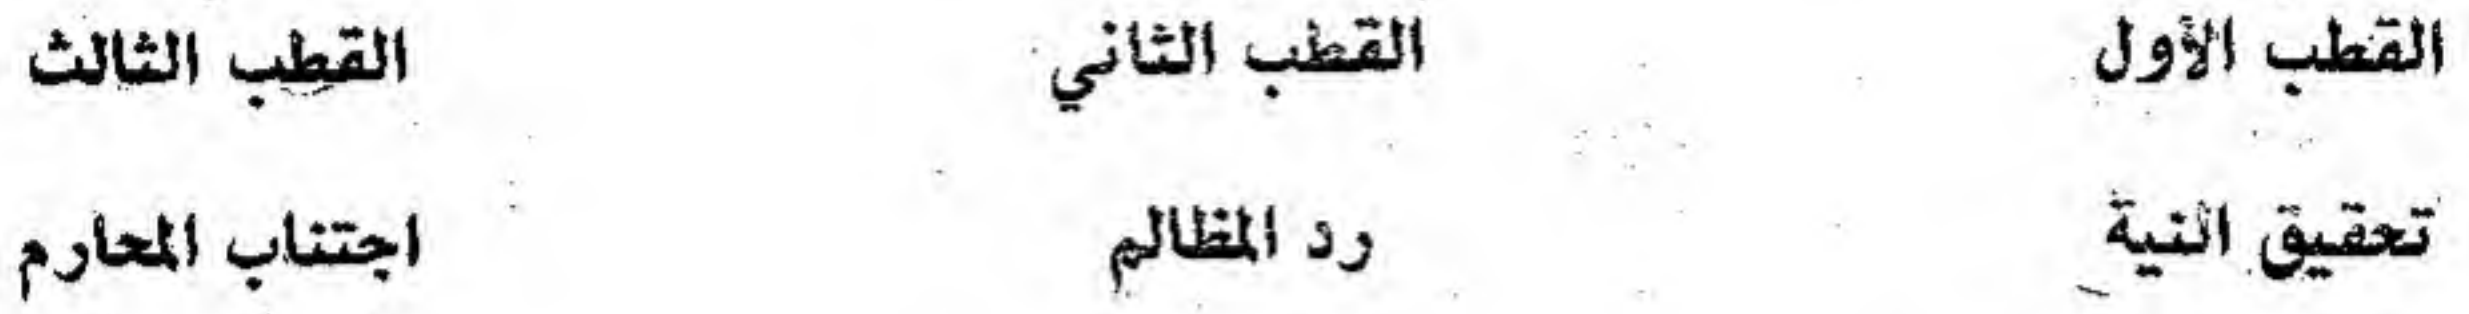 القطب الأول القطب الثاني القطب الثالث
تحقيق النية رد المظالم اجتناب المحارم